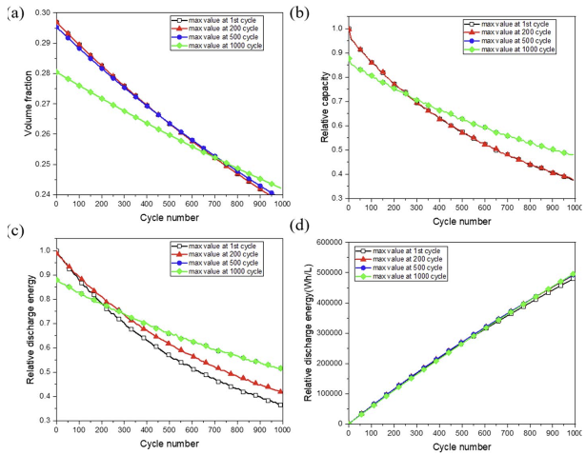 (a)
0.30
0.29
0.28
0.27
0.26
0.25
0.24
Volume fraction
max value at 1st cycle
max value at 200 cycle
max value at 500 cycle
max value at 1000 cycle
0 100 200 300 400 500 600 700 800 900 1000
Cycle number
(b)
1.0
0.9
0.8
0.7
0.6
0.5
0.4
0.3
Relative capacity
max value at 1st cycle
max value at 200 cycle
max value at 500 cycle
max value at 1000 cycle
0 100 200 300 400 500 600 700 800 900 1000
Cycle number
(c)
1.0
0.9
0.8
0.7
0.6
0.5
0.4
0.3
Relative discharge energy
max value at 1st cycle
max value at 200 cycle
max value at 500 cycle
max value at 1000 cycle
0 100 200 300 400 500 600 700 800 900 1000
Cycle number
(d)
600000
500000
400000
300000
200000
100000
0
Relative discharge energy(Wh/L)
max value at 1st cycle
max value at 200 cycle
max value at 500 cycle
max value at 1000 cycle
0 100 200 300 400 500 600 700 800 900 1000
Cycle number